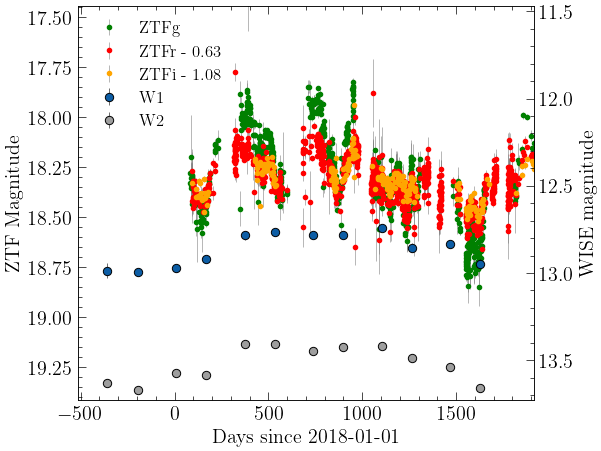 17.50
17.75
18.00
18.25
18.50
18.75
19.00
19.25
ZTF Magnitude
ZTFg
ZTFr - 0.63
ZTFi - 1.08
W1
W2
11.5
12.0
12.5
13.0
13.5
WISE magnitude
−500
0
500
1000
1500
Days since 2018-01-01